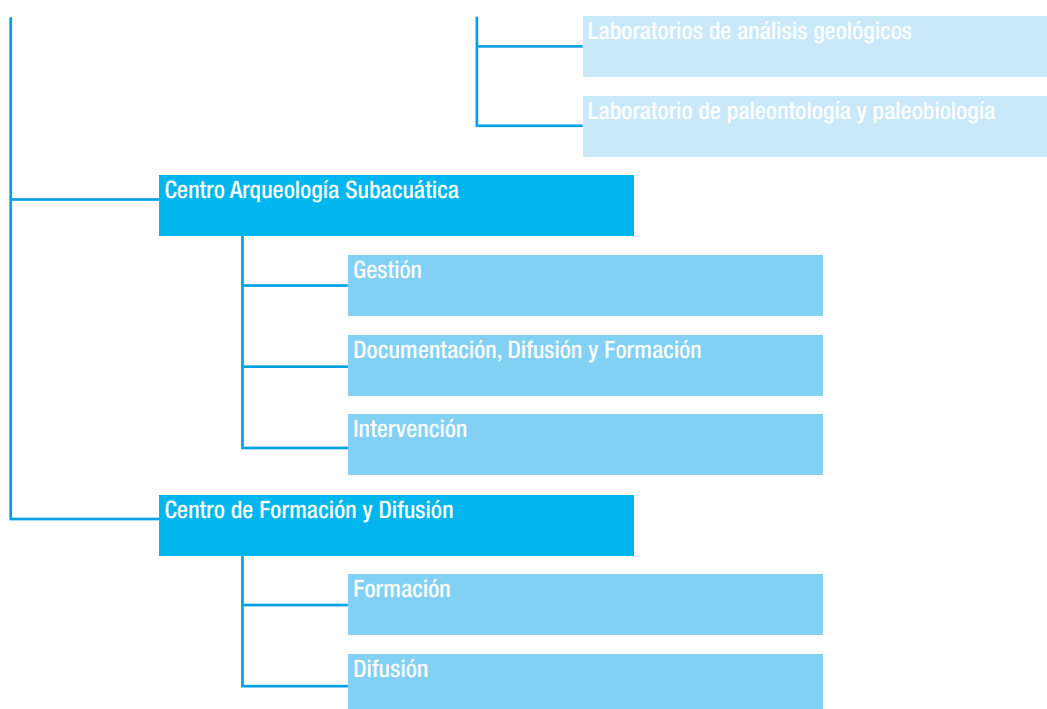 Laboratorios de análisis geológicos
Laboratorio de paleontología y paleobiología
Centro Arqueología Subacuática
Gestión
Documentación, Difusión y Formación
Intervención
Centro de Formación y Difusión
Formación
Difusión